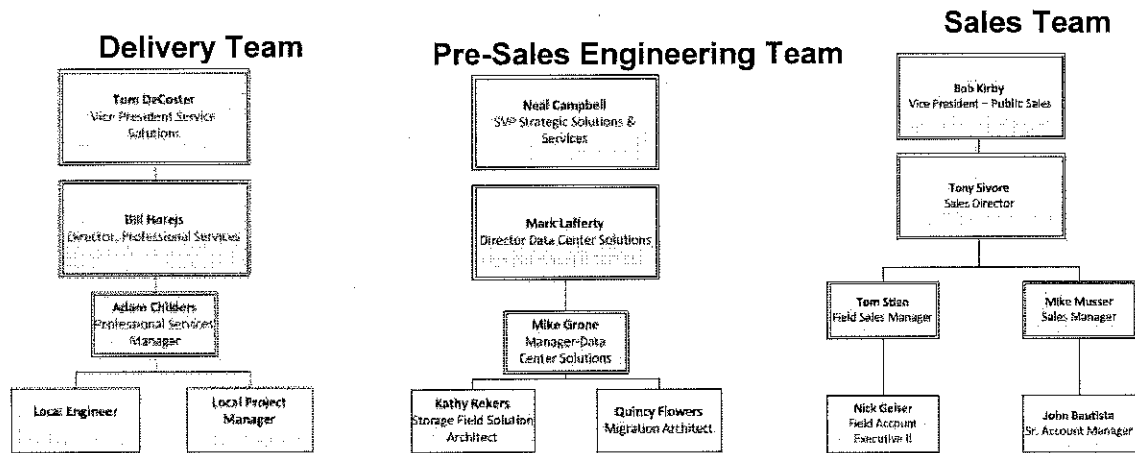 Delivery Team
Tom DeCoster
Vice President Service
Solutions
Bill Harejs
Director, Professional Services
Adam Childers
Professional Services
Manager
Local Engineer
Local Project
Manager
Pre-Sales Engineering Team
Neal Campbell
SVP Strategic Solutions &
Services
Mark Lafferty
Director Data Center Solutions
Mike Grone
Manager-Data
Center Solutions
Kathy Rekers
Storage Field Solution
Architect
Quincy Flowers
Migration Architect
Sales Team
Bob Kirby
Vice President – Public Sales
Tony Sivore
Sales Director
Tom Stian
Field Sales Manager
Mike Musser
Sales Manager
Nick Geiser
Field Account
Executive II
John Bautista
Sr. Account Manager